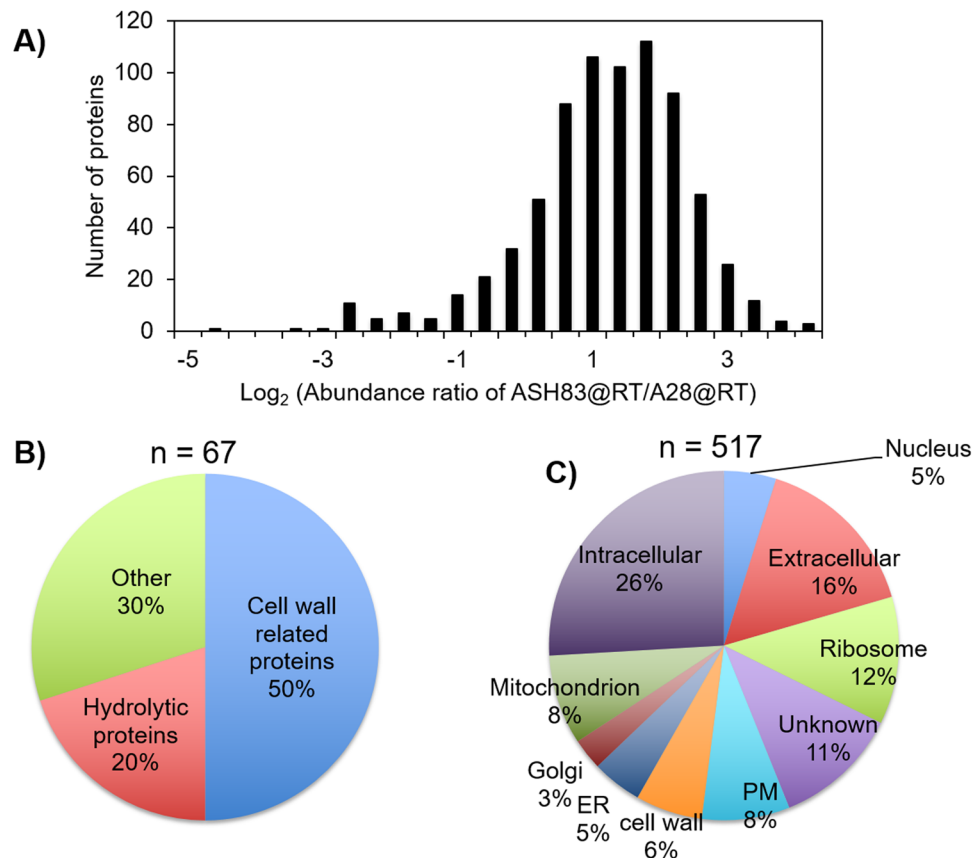 A)
120
100
80
60
40
20
0
Number of proteins
-5 -3 -1 1 3
Log₂ (Abundance ratio of ASH83@RT/A28@RT)
B)
n = 67
Other
30%
Cell wall
related
proteins
50%
Hydrolytic
proteins
20%
C)
n = 517
Nucleus
5%
Extracellular
16%
Ribosome
12%
Unknown
11%
PM
8%
cell wall
6%
ER
5%
Golgi
3%
Mitochondrion
8%
Intracellular
26%